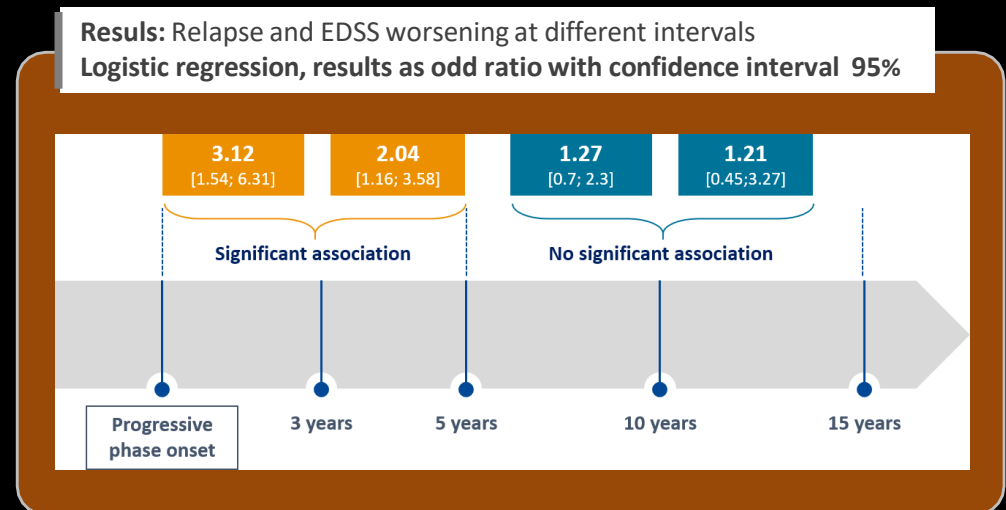 Resuls: Relapse and EDSS worsening at different intervals
Logistic regression, results as odd ratio with confidence interval 95%
3.12
[1.54; 6.31]
2.04
[1.16; 3.58]
1.27
[0.7; 2.3]
1.21
[0.45;3.27]
Significant association
No significant association
Progressive
phase onset
3 years
5 years
10 years
15 years